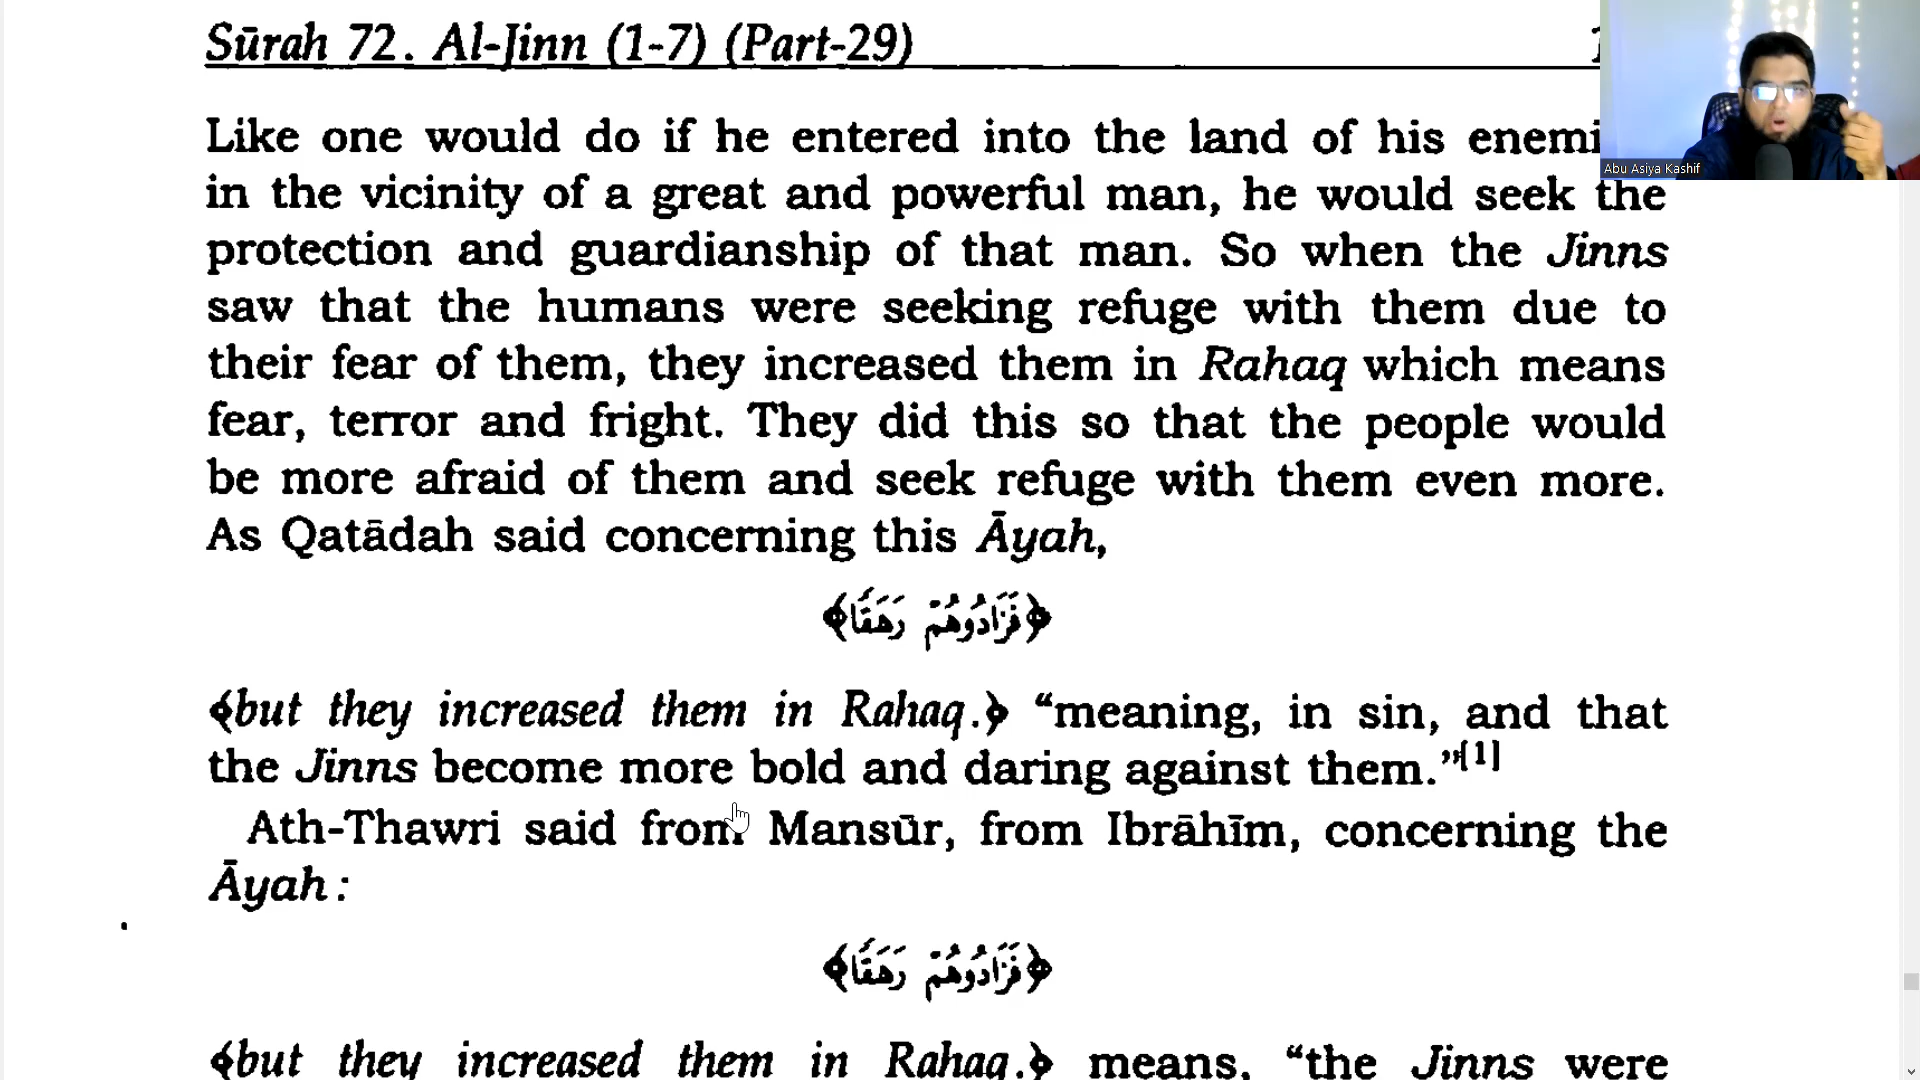 Sūrah 72. Al-Jinn (1-7) (Part-29)
Like one would do if he entered into the land of his
in the vicinity of a great and powerful man, he would seek the
protection and guardianship of that man. So when the Jinns
saw that the humans were seeking refuge with them due to
their fear of them, they increased them in Rahaq which means
fear, terror and fright. They did this so that the people would
be more afraid of them and seek refuge with them even more.
As Qatādah said concerning this Āyah,
﴿فَزَادُوهُمْ رَهَقًا﴾
﴾but they increased them in Rahaq.﴿ “meaning, in sin, and that
the Jinns become more bold and daring against them.”[1]
Ath-Thawri said from Mansūr, from Ibrāhīm, concerning the
Āyah:
﴿فَزَادُوهُمْ رَهَقًا﴾
﴾but they increased them in Rahaq.﴿ means, “the Jinns were
Abu Asiya Kashif